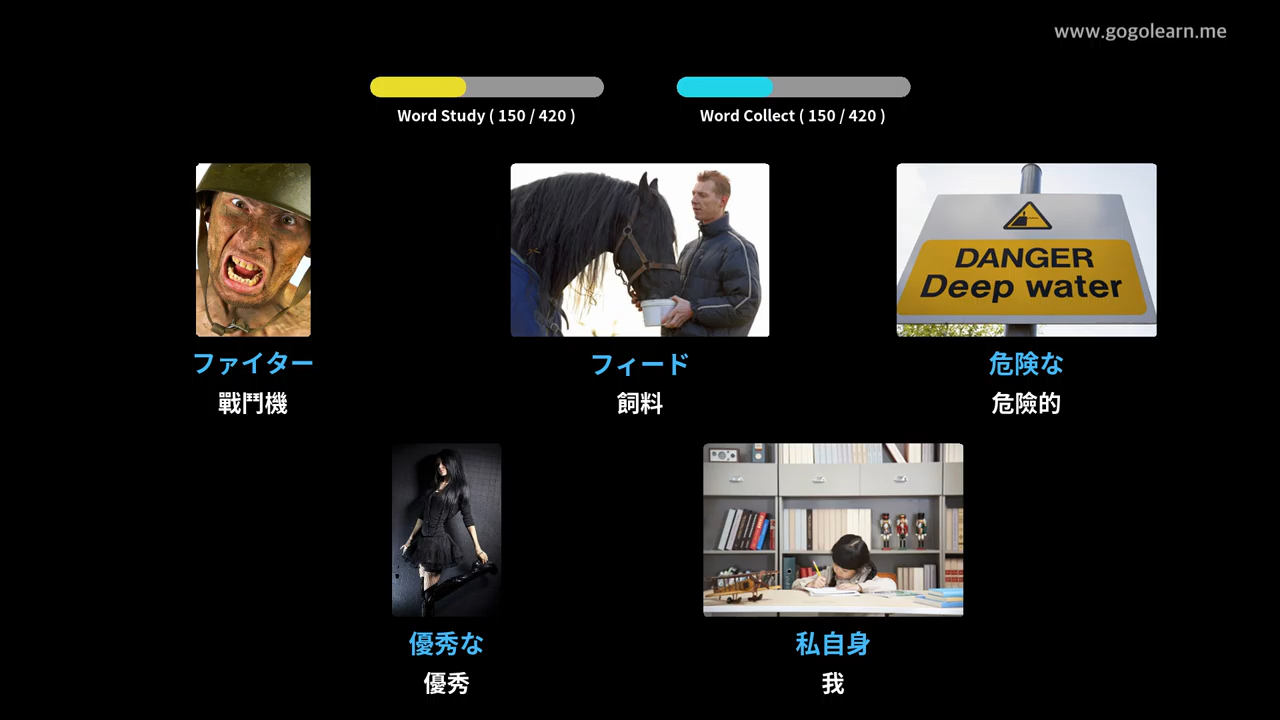 www.gogolearn.me
Word Study ( 150 / 420 )
Word Collect ( 150 / 420 )
DANGER
Deep water
ファイター
フィード
危険な
戰鬥機
飼料
危險的
優秀な
私自身
優秀
我